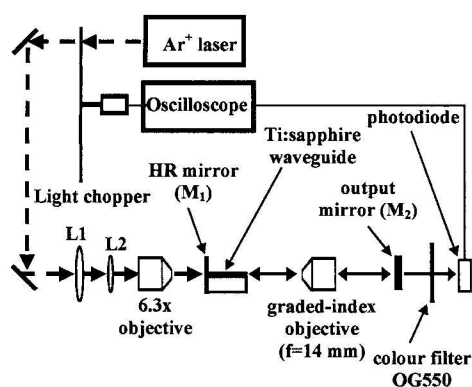 Ar+ laser
Oscilloscope
photodiode
Ti:sapphire
waveguide
HR mirror
(M1)
Light chopper
output
mirror (M2)
L1
L2
6.3x
objective
graded-index
objective
(f=14 mm)
colour filter
OG550